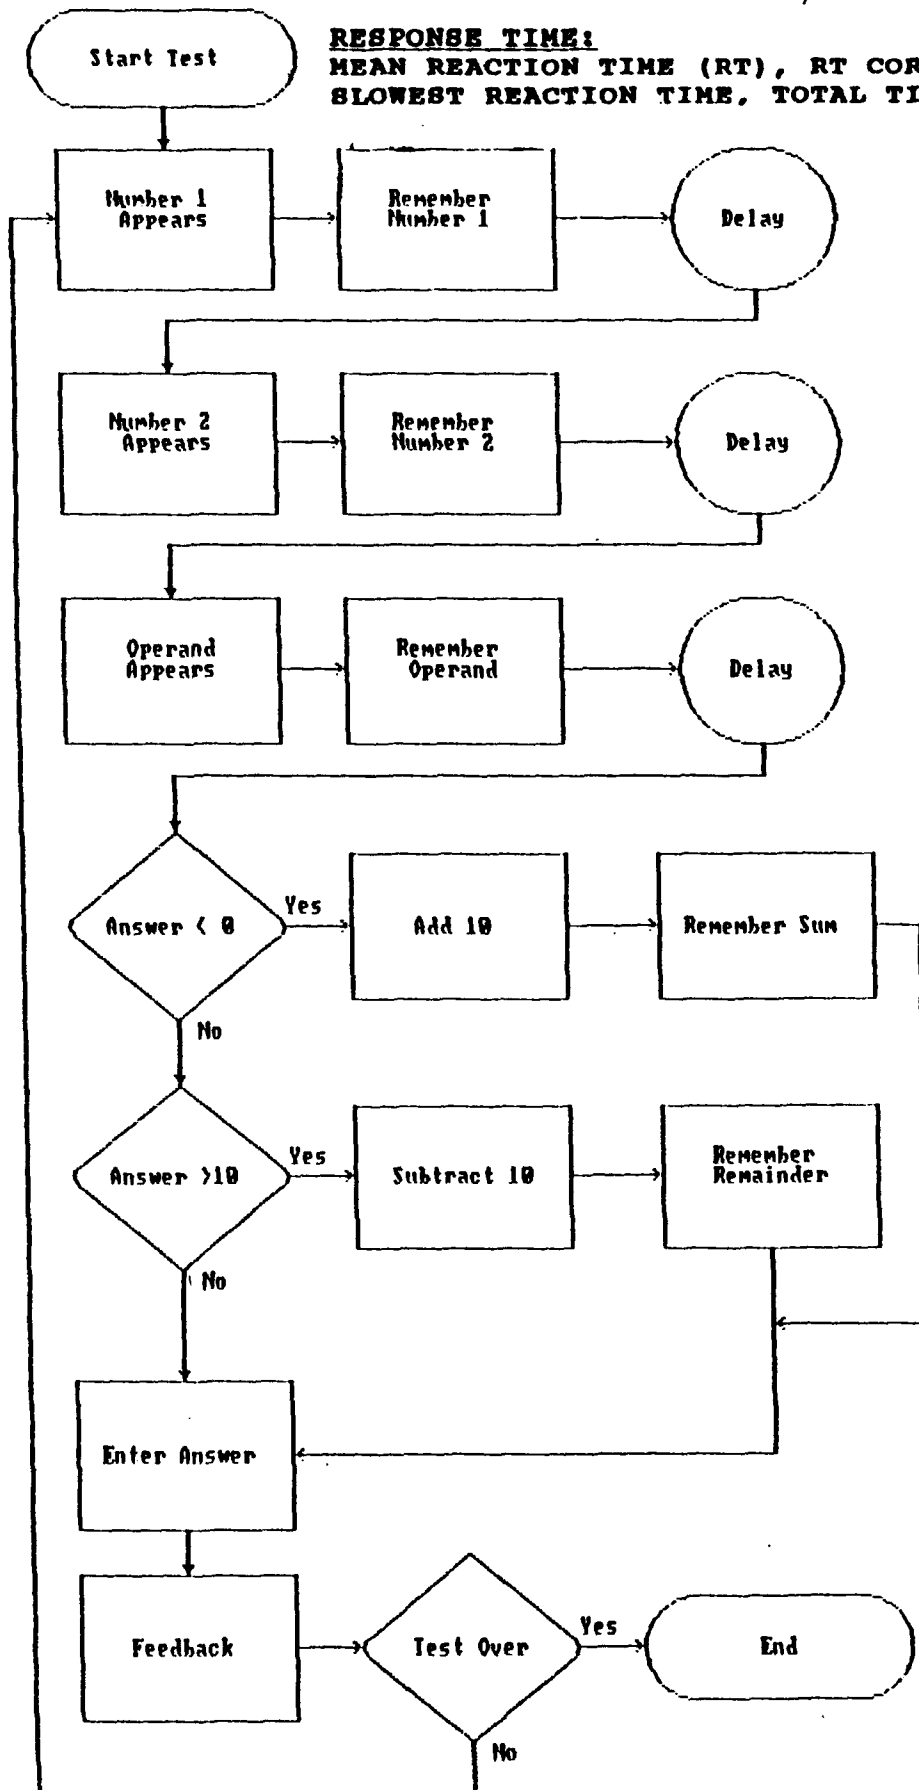 Start Test
RESPONSE TIME:
MEAN REACTION TIME (RT), RT COR
SLOWEST REACTION TIME, TOTAL TI
Number 1
Appears
Remember
Number 1
Delay
Number 2
Appears
Remember
Number 2
Delay
Operand
Appears
Remember
Operand
Delay
Answer < 0
Yes
Add 10
Remember Sum
No
Answer >10
Yes
Subtract 10
Remember
Remainder
No
Enter Answer
Feedback
Test Over
Yes
End
No